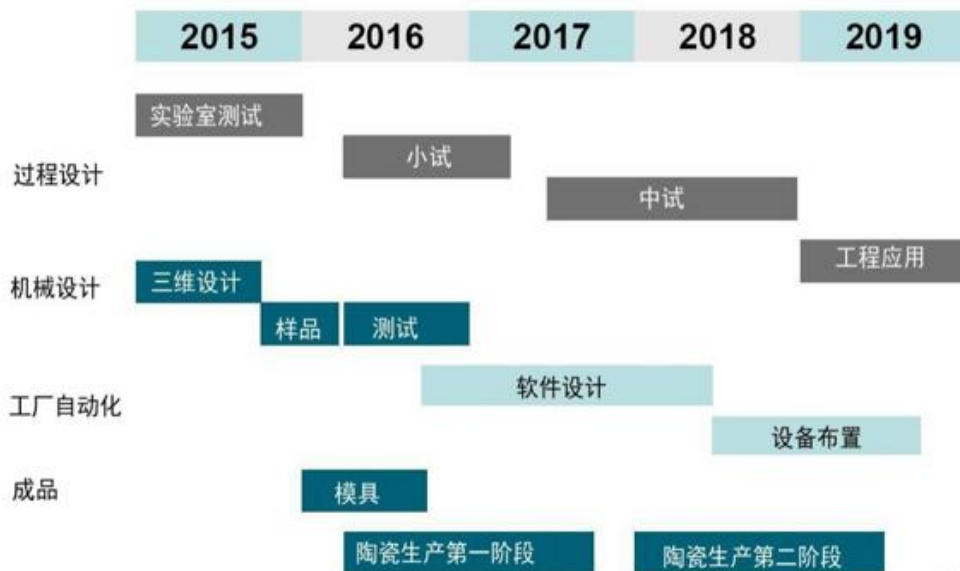 2015 2016 2017 2018 2019
实验室测试
小试
过程设计
中试
工程应用
三维设计
机械设计
样品 测试
软件设计
工厂自动化
设备布置
成品
模具
陶瓷生产第一阶段 陶瓷生产第二阶段